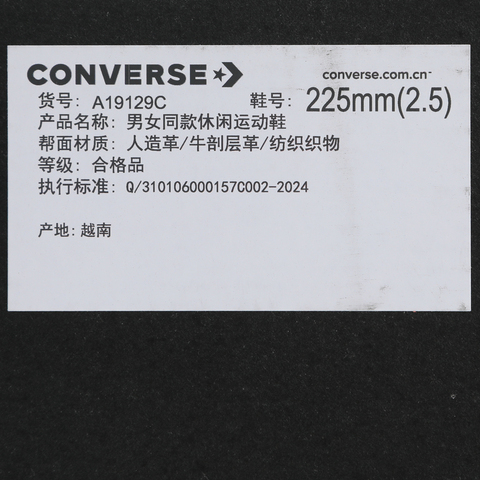 CONVERSE
converse.com.cn
货号: A19129C 鞋号: 225mm(2.5)
产品名称: 男女同款休闲运动鞋
帮面材质: 人造革/牛剖层革/纺织织物
等级: 合格品
执行标准: Q/310106000157C002-2024
产地: 越南